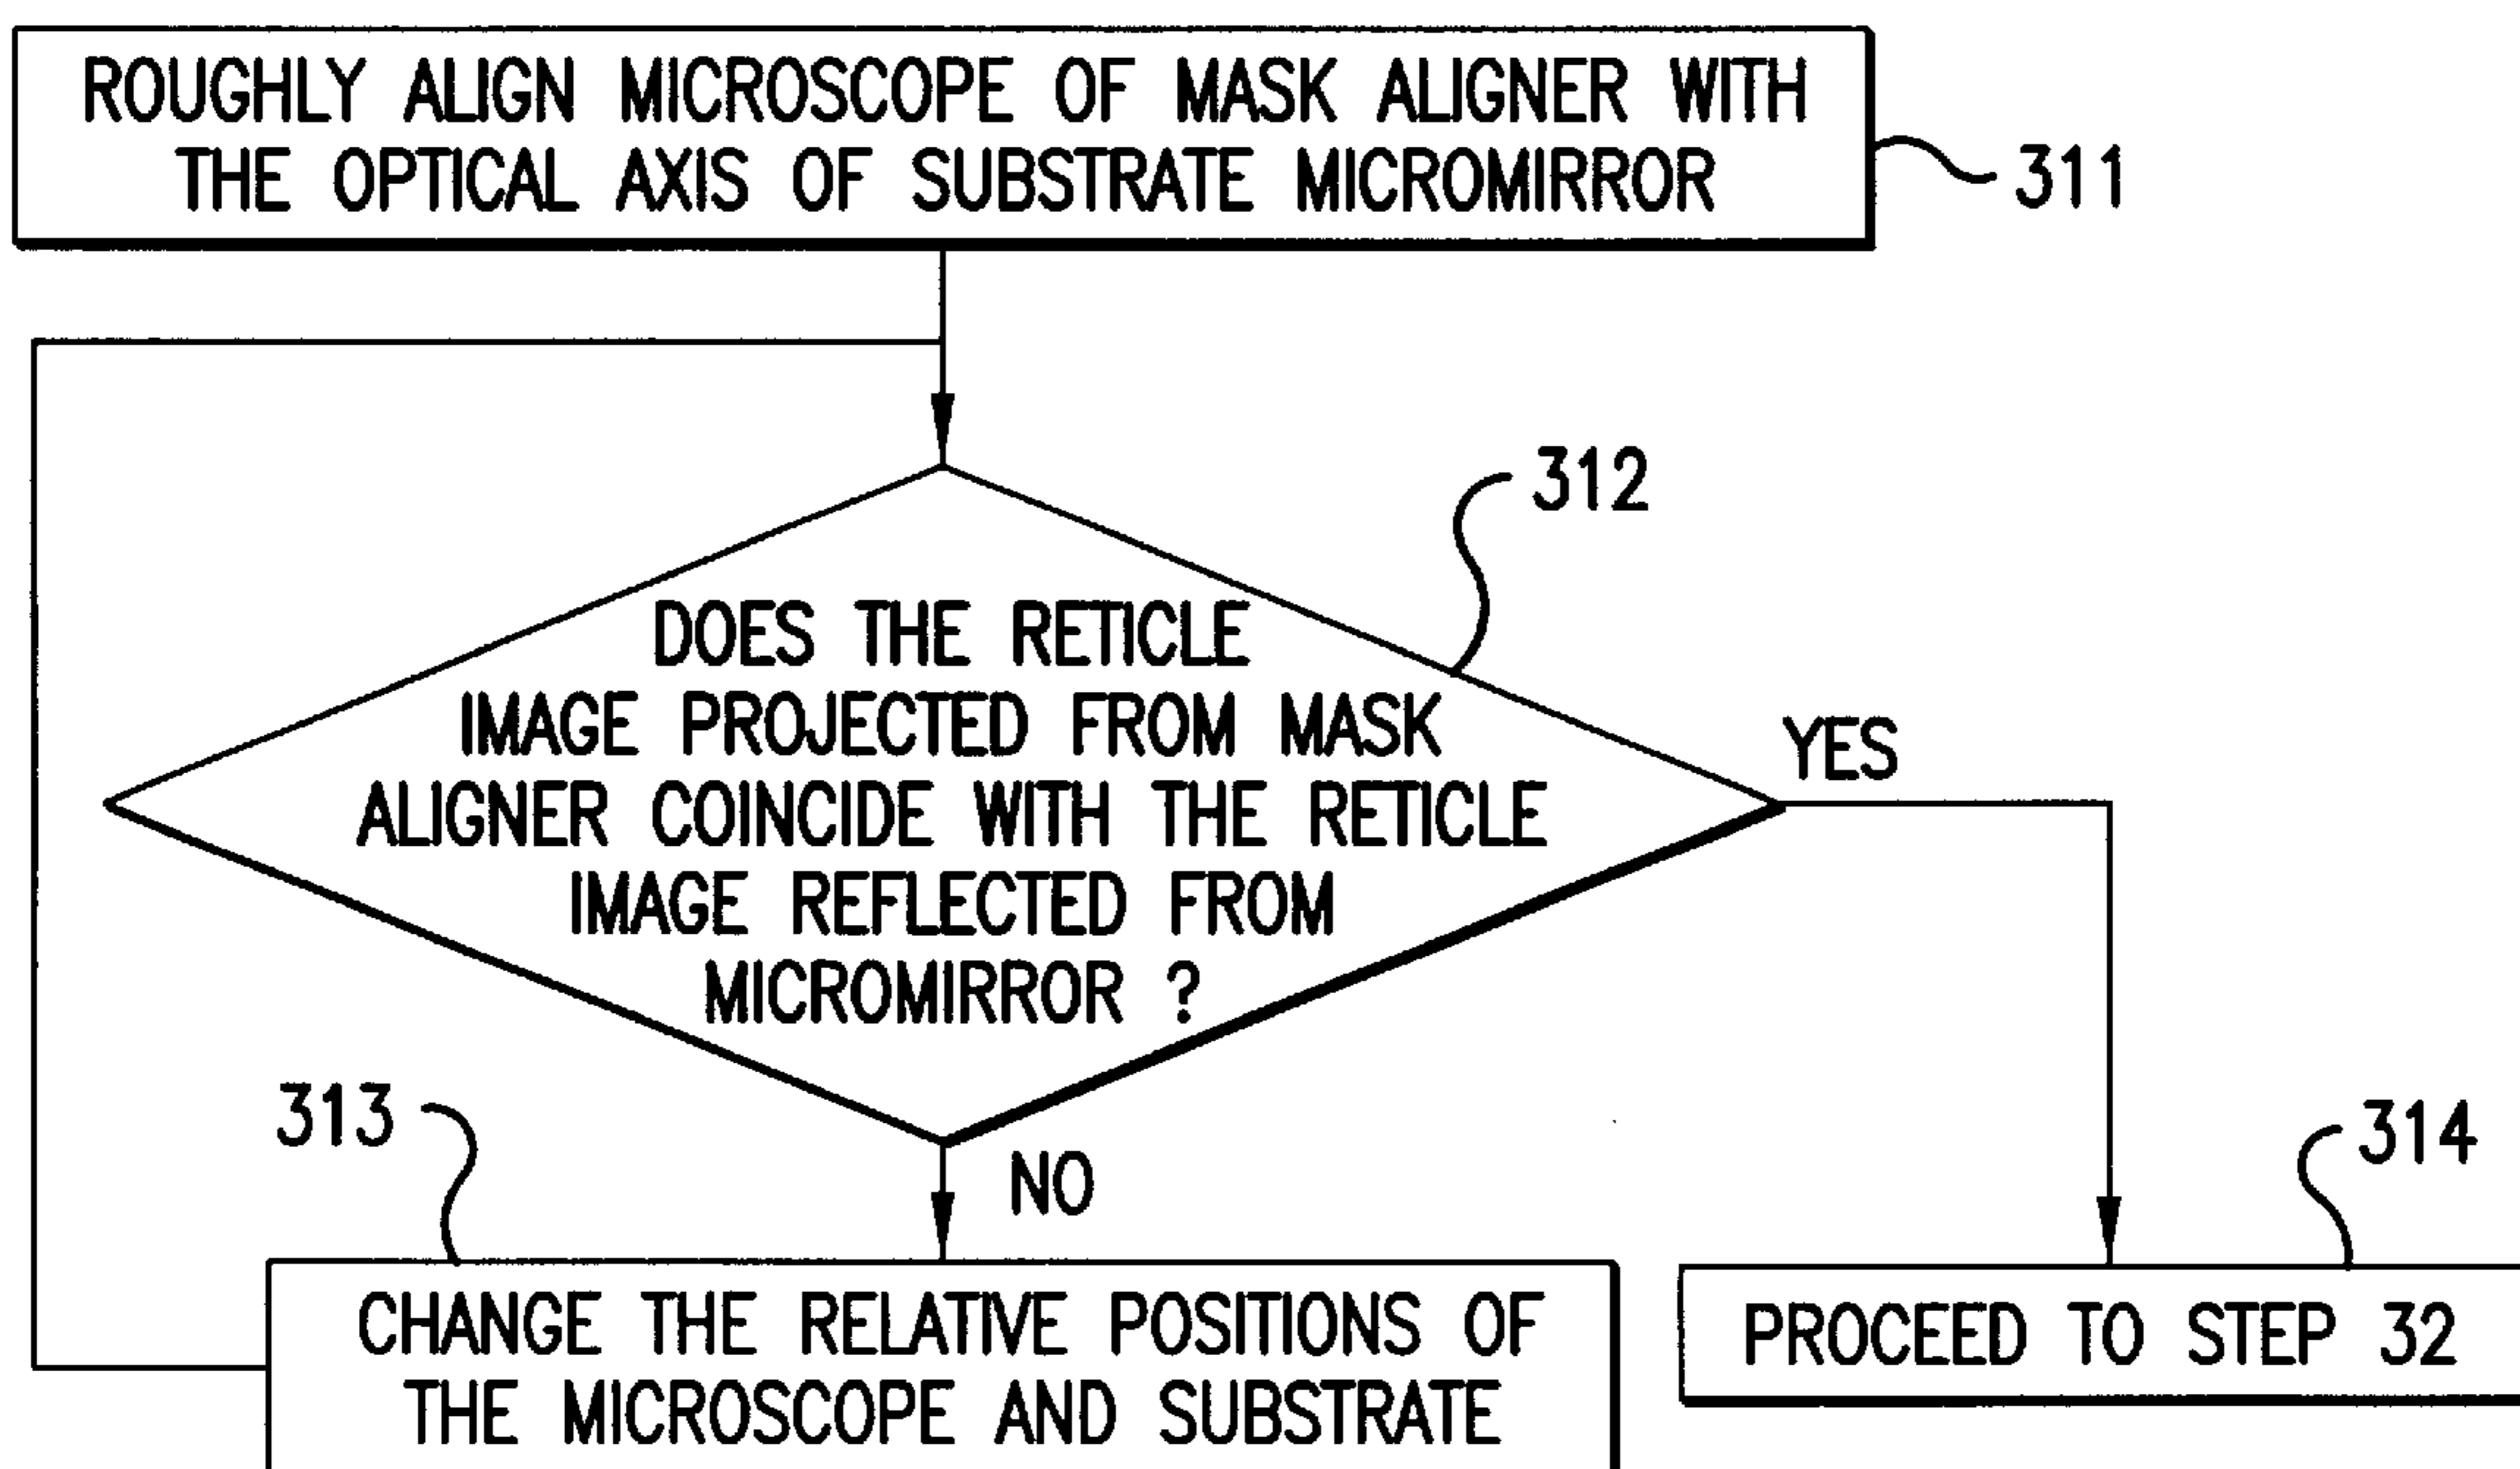 ROUGHLY ALIGN MICROSCOPE OF MASK ALIGNER WITH
THE OPTICAL AXIS OF SUBSTRATE MICROMIRROR
311
312
DOES THE RETICLE
IMAGE PROJECTED FROM MASK
ALIGNER COINCIDE WITH THE RETICLE
IMAGE REFLECTED FROM
MICROMIRROR ?
YES
313
NO
314
CHANGE THE RELATIVE POSITIONS OF
THE MICROSCOPE AND SUBSTRATE
PROCEED TO STEP 32